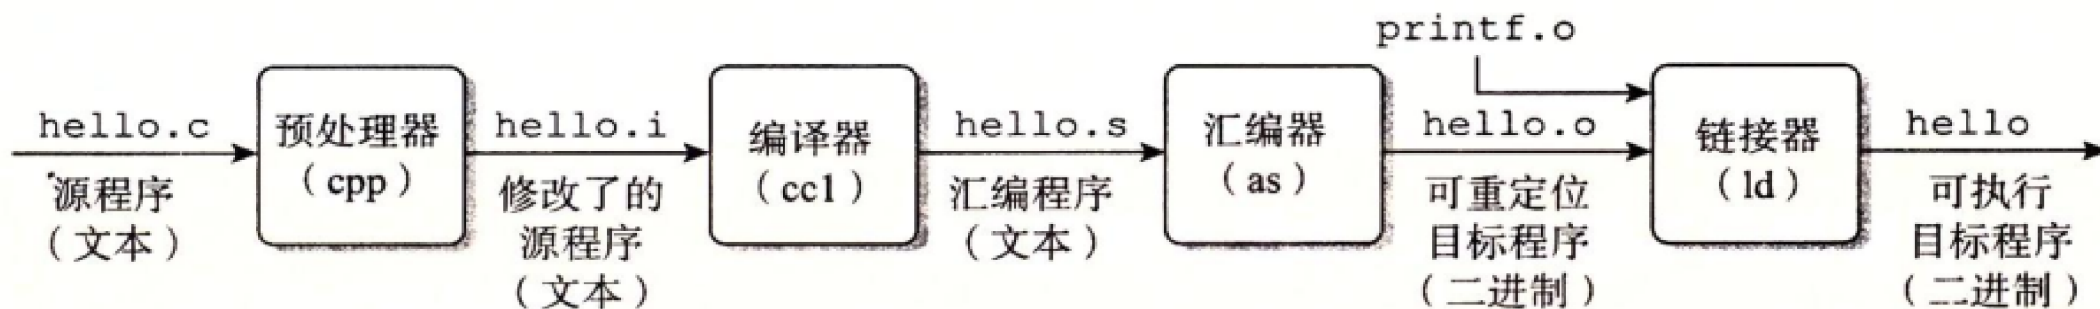 printf.o
hello.c
源程序
（文本）
预处理器
（cpp）
hello.i
修改了的
源程序
（文本）
编译器
（cc1）
hello.s
汇编程序
（文本）
汇编器
（as）
hello.o
可重定位
目标程序
（二进制）
链接器
（ld）
hello
可执行
目标程序
（二进制）